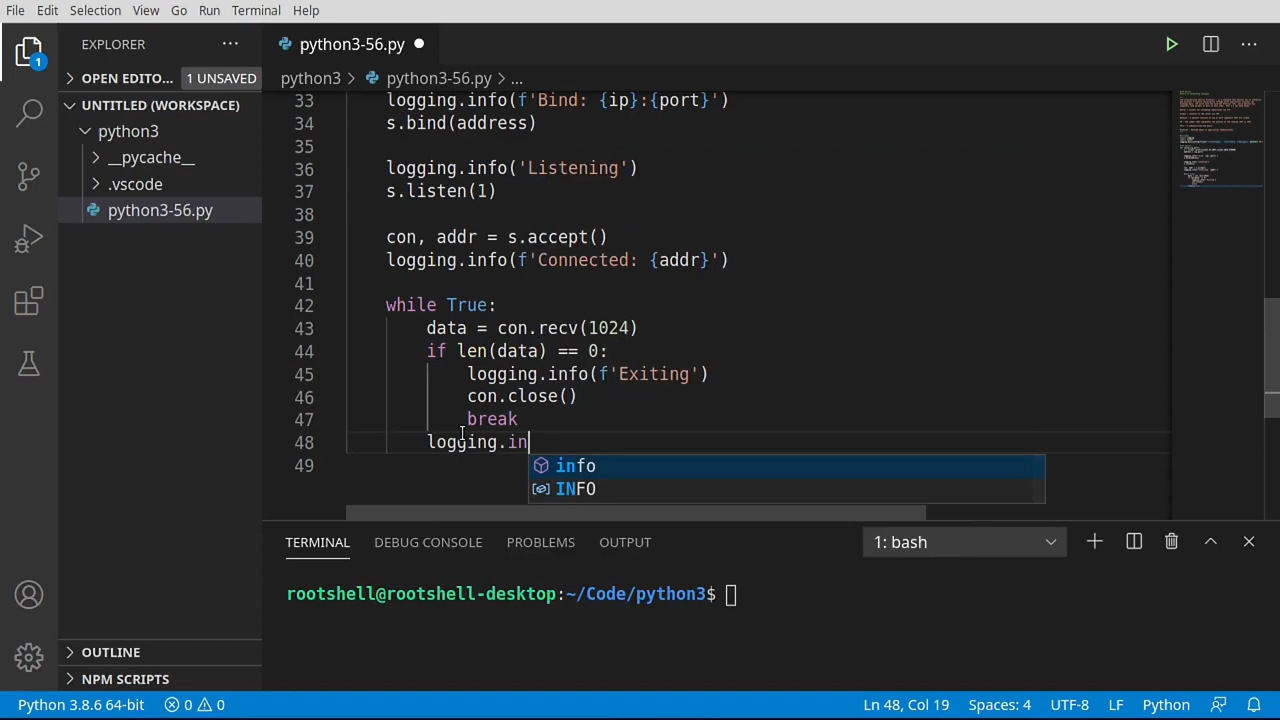 File Edit Selection View Go Run Terminal Help
EXPLORER
python3-56.py
OPEN EDITO... 1 UNSAVED
python3 > python3-56.py > ...
UNTITLED (WORKSPACE)
python3
__pycache__
.vscode
python3-56.py
33 logging.info(f'Bind: {ip}:{port}')
34 s.bind(address)
35
36 logging.info('Listening')
37 s.listen(1)
38
39 con, addr = s.accept()
40 logging.info(f'Connected: {addr}')
41
42 while True:
43 data = con.recv(1024)
44 if len(data) == 0:
45 logging.info(f'Exiting')
46 con.close()
47 break
48 logging.in
49
info
INFO
TERMINAL DEBUG CONSOLE PROBLEMS OUTPUT 1: bash
rootshell@rootshell-desktop:~/Code/python3$
OUTLINE
NPM SCRIPTS
1
Python 3.8.6 64-bit 0 0 Ln 48, Col 19 Spaces: 4 UTF-8 LF Python